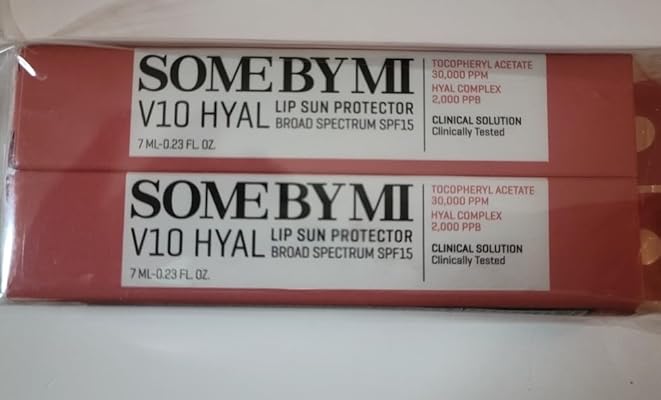 SOME BY MI
V10 HYAL LIP SUN PROTECTOR
BROAD SPECTRUM SPF15
7 ML-0.23 FL. OZ.
TOCOPHERYL ACETATE
30,000 PPM
HYAL COMPLEX
2,000 PPB
CLINICAL SOLUTION
Clinically Tested
SOME BY MI
V10 HYAL LIP SUN PROTECTOR
BROAD SPECTRUM SPF15
7 ML-0.23 FL. OZ.
TOCOPHERYL ACETATE
30,000 PPM
HYAL COMPLEX
2,000 PPB
CLINICAL SOLUTION
Clinically Tested